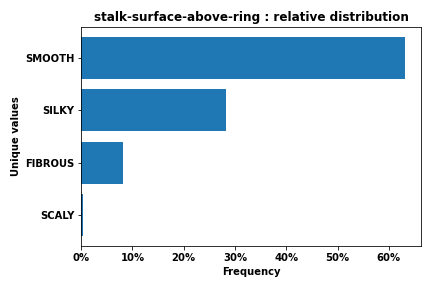 stalk-surface-above-ring : relative distribution
SMOOTH
SILKY
FIBROUS
SCALY
Unique values
0% 10% 20% 30% 40% 50% 60%
Frequency